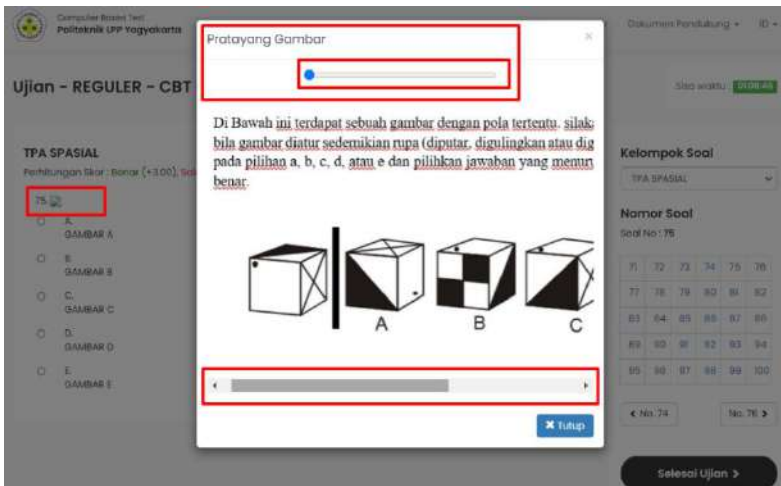 Computer Based Test
Politeknik LPP Yogyakarta
Dokumen Pendukung
ID
Pratayang Gambar
×
Ujian - REGULER - CBT
Sisa waktu :
Di Bawah ini terdapat sebuah gambar dengan pola tertentu. silak
bila gambar diatur sedemikian rupa (diputar, digulingkan atau dig
pada pilihan a, b, c, d, atau e dan pilihkan jawaban yang menuru
benar.
A
B
C
Tutup
TPA SPASIAL
Perhitungan Skor : Benar (+3.00), Sal
75.
A.
GAMBAR A
B.
GAMBAR B
C.
GAMBAR C
D.
GAMBAR D
E.
GAMBAR E
Kelompok Soal
TPA SPASIAL
Nomor Soal
Soal No : 75
71 72 73 74 75 76
77 78 79 80 81 82
83 84 85 86 87 88
89 90 91 92 93 94
95 96 97 98 99 100
No. 74
No. 76
Selesai Ujian